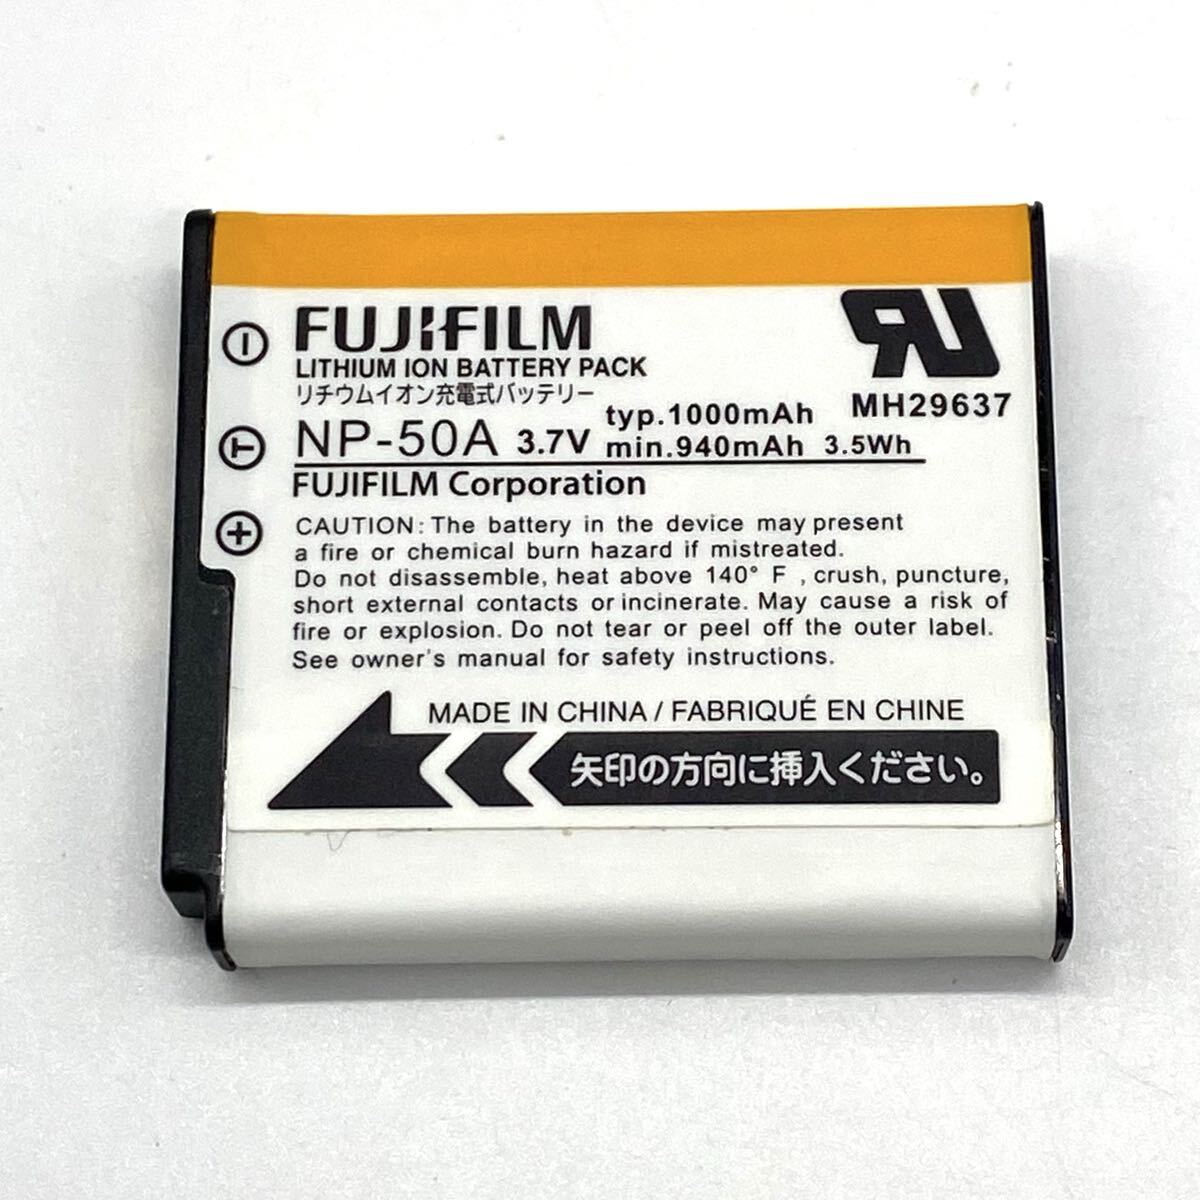 FUJIFILM
LITHIUM ION BATTERY PACK
リチウムイオン充電式バッテリー
NP-50A 3.7V typ.1000mAh
min.940mAh 3.5Wh
RU
MH29637
FUJIFILM Corporation
CAUTION: The battery in the device may present
a fire or chemical burn hazard if mistreated.
Do not disassemble, heat above 140° F , crush, puncture,
short external contacts or incinerate. May cause a risk of
fire or explosion. Do not tear or peel off the outer label.
See owner's manual for safety instructions.
MADE IN CHINA / FABRIQUÉ EN CHINE
矢印の方向に挿入ください。
− T +